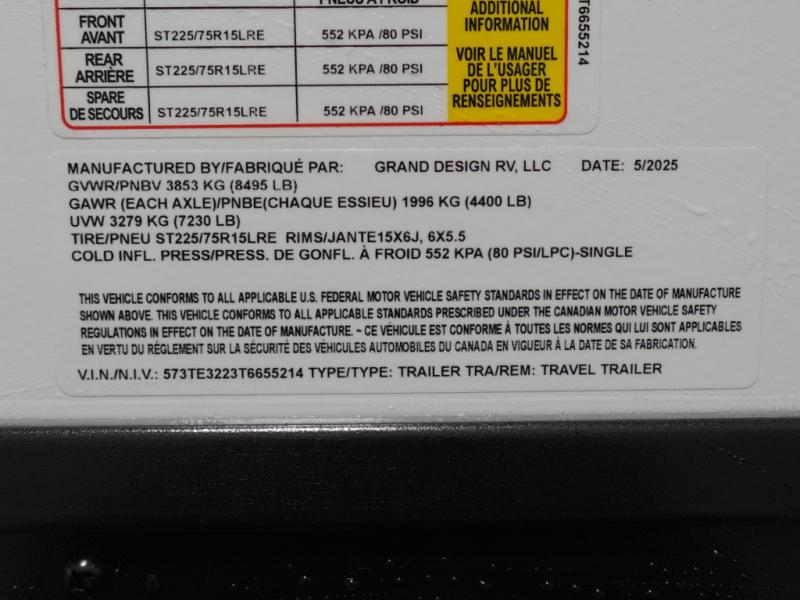 ADDITIONAL
INFORMATION
FRONT
AVANT
ST225/75R15LRE
552 KPA /80 PSI
REAR
ARRIÈRE
ST225/75R15LRE
552 KPA /80 PSI
SPARE
DE SECOURS
ST225/75R15LRE
552 KPA /80 PSI
VOIR LE MANUEL
DE L'USAGER
POUR PLUS DE
RENSEIGNEMENTS
T6655214
MANUFACTURED BY/FABRIQUÉ PAR: GRAND DESIGN RV, LLC DATE: 5/2025
GVWR/PNBV 3853 KG (8495 LB)
GAWR (EACH AXLE)/PNBE(CHAQUE ESSIEU) 1996 KG (4400 LB)
UVW 3279 KG (7230 LB)
TIRE/PNEU ST225/75R15LRE RIMS/JANTE15X6J, 6X5.5
COLD INFL. PRESS/PRESS. DE GONFL. À FROID 552 KPA (80 PSI/LPC)-SINGLE
THIS VEHICLE CONFORMS TO ALL APPLICABLE U.S. FEDERAL MOTOR VEHICLE SAFETY STANDARDS IN EFFECT ON THE DATE OF MANUFACTURE
SHOWN ABOVE. THIS VEHICLE CONFORMS TO ALL APPLICABLE STANDARDS PRESCRIBED UNDER THE CANADIAN MOTOR VEHICLE SAFETY
REGULATIONS IN EFFECT ON THE DATE OF MANUFACTURE. ~ CE VÉHICULE EST CONFORME À TOUTES LES NORMES QUI LUI SONT APPLICABLES
EN VERTU DU RÈGLEMENT SUR LA SÉCURITÉ DES VÉHICULES AUTOMOBILES DU CANADA EN VIGUEUR À LA DATE DE SA FABRICATION.
V.I.N./N.I.V.: 573TE3223T6655214 TYPE/TYPE: TRAILER TRA/REM: TRAVEL TRAILER